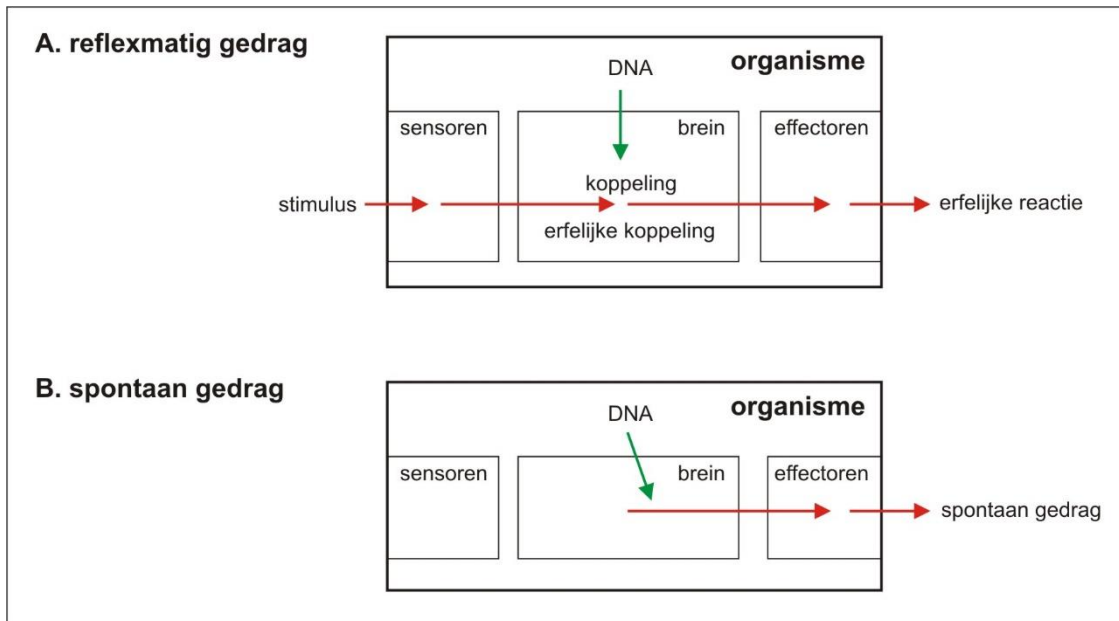 A. reflexmatig gedrag
organisme
DNA
sensoren
brein
effectoren
koppeling
stimulus
erfelijke reactie
erfelijke koppeling
B. spontaan gedrag
organisme
DNA
sensoren
brein
effectoren
spontaan gedrag